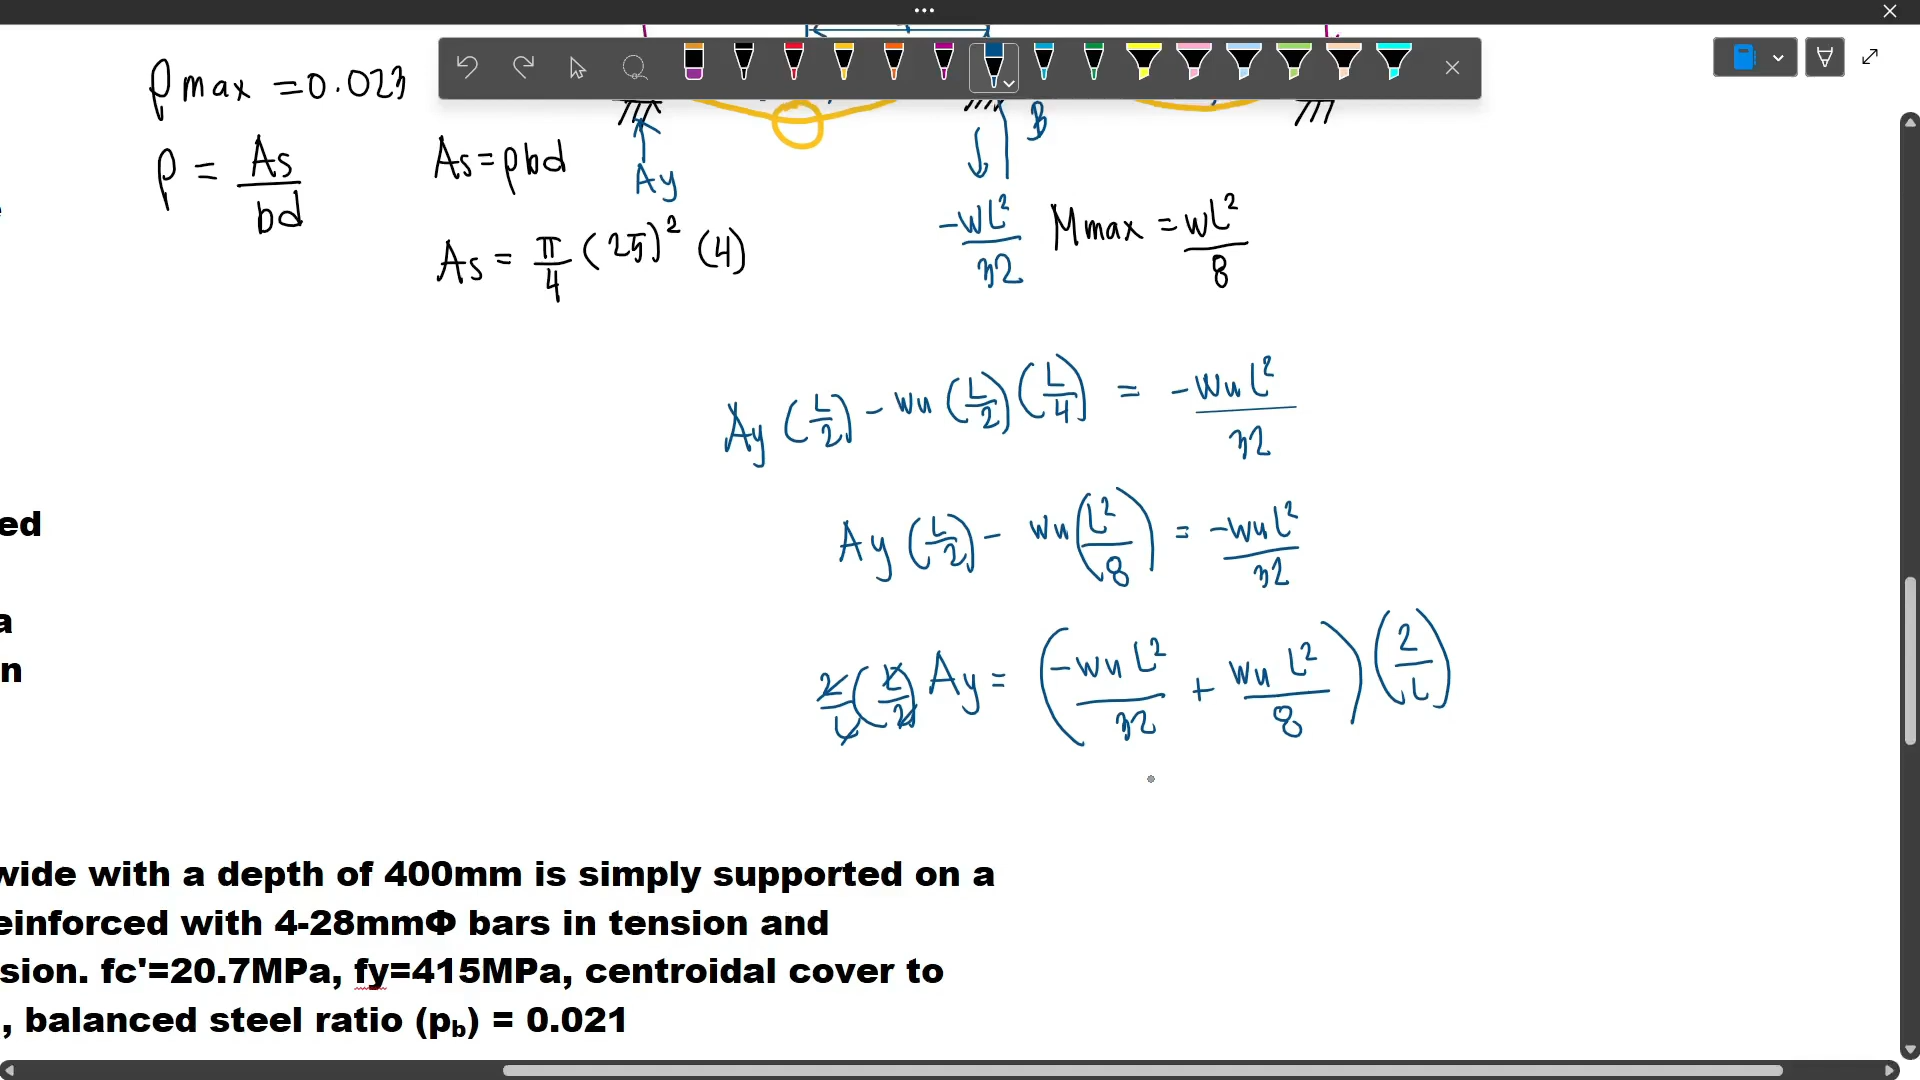 ρmax = 0.023
ρ = As/bd
As = ρbd
As = π/4 (25)² (4)
Ay
B
-WL²/32
Mmax = wL²/8
Ay (L/2) - wu (L/2)(L/4) = -WuL²/32
Ay (L/2) - wu (L²/8) = -WuL²/32
2/L (L/2) Ay = (-wuL²/32 + wuL²/8)(2/L)
ed
a
n
wide with a depth of 400mm is simply supported on a
einforced with 4-28mmΦ bars in tension and
sion. fc'=20.7MPa, fy=415MPa, centroidal cover to
, balanced steel ratio (pb) = 0.021